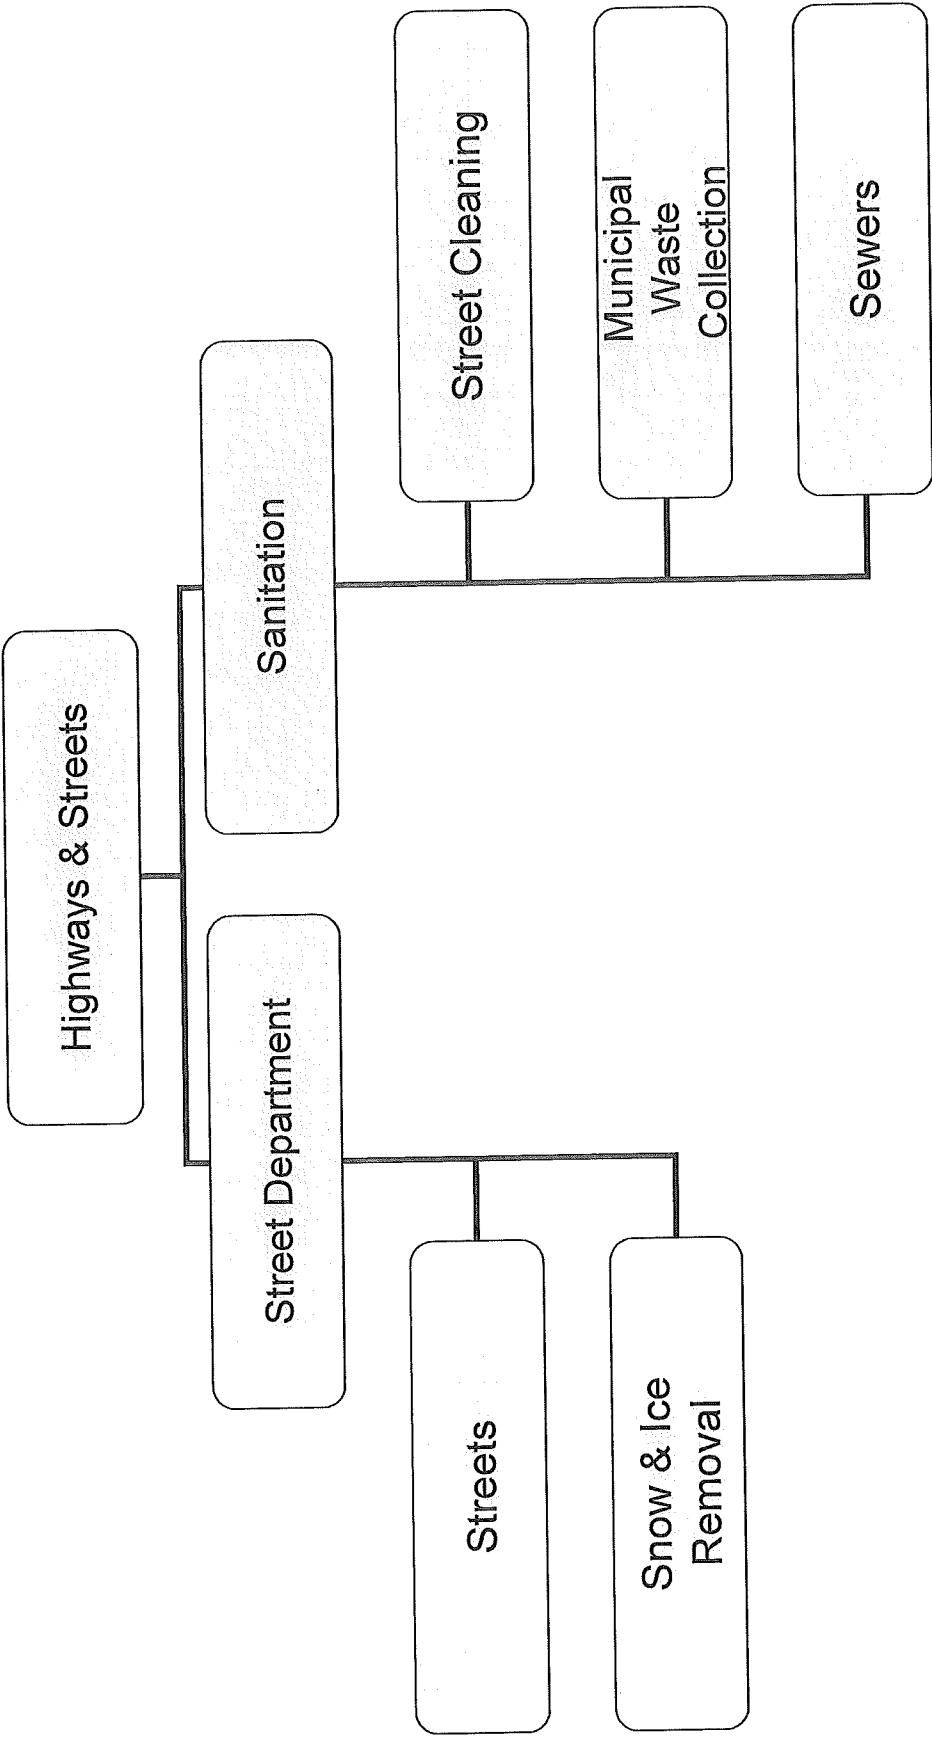 Highways & Streets
Street Department
Sanitation
Streets
Snow & Ice
Removal
Street Cleaning
Municipal
Waste
Collection
Sewers